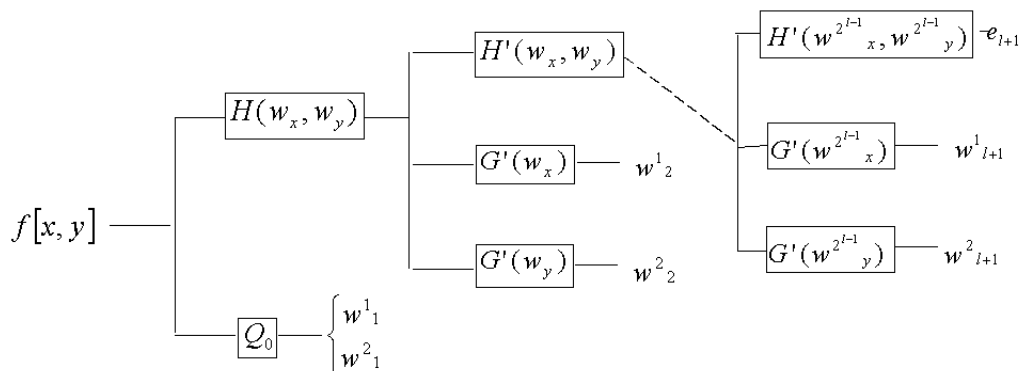 f[x, y]
H(w_x, w_y)
Q_0
w^1_1
w^2_1
H'(w_x, w_y)
G'(w_x)
w^1_2
G'(w_y)
w^2_2
H'(w^{2^{l-1}}_x, w^{2^{l-1}}_y)
e_{l+1}
G'(w^{2^{l-1}}_x)
w^1_{l+1}
G'(w^{2^{l-1}}_y)
w^2_{l+1}